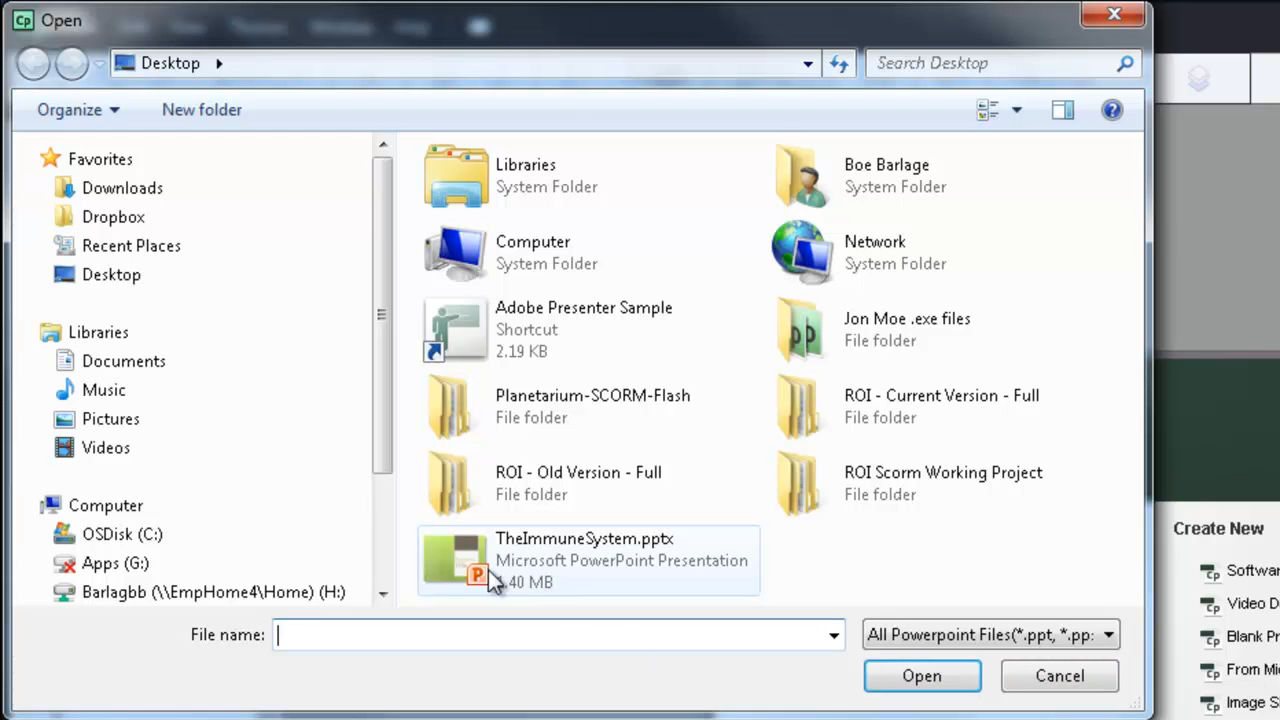 Cp Open
Desktop
Search Desktop
Organize
New folder
Favorites
Downloads
Dropbox
Recent Places
Desktop
Libraries
Documents
Music
Pictures
Videos
Computer
OSDisk (C:)
Apps (G:)
Barlagbb (\\EmpHome4\Home) (H:)
Libraries
System Folder
Boe Barlage
System Folder
Computer
System Folder
Network
System Folder
Adobe Presenter Sample
Shortcut
2.19 KB
Jon Moe .exe files
File folder
Planetarium-SCORM-Flash
File folder
ROI - Current Version - Full
File folder
ROI - Old Version - Full
File folder
ROI Scorm Working Project
File folder
TheImmuneSystem.pptx
Microsoft PowerPoint Presentation
.40 MB
File name:
All Powerpoint Files(*.ppt, *.pp:
Open
Cancel
Create New
Softwar
Video D
Blank Pr
From Mi
Image S